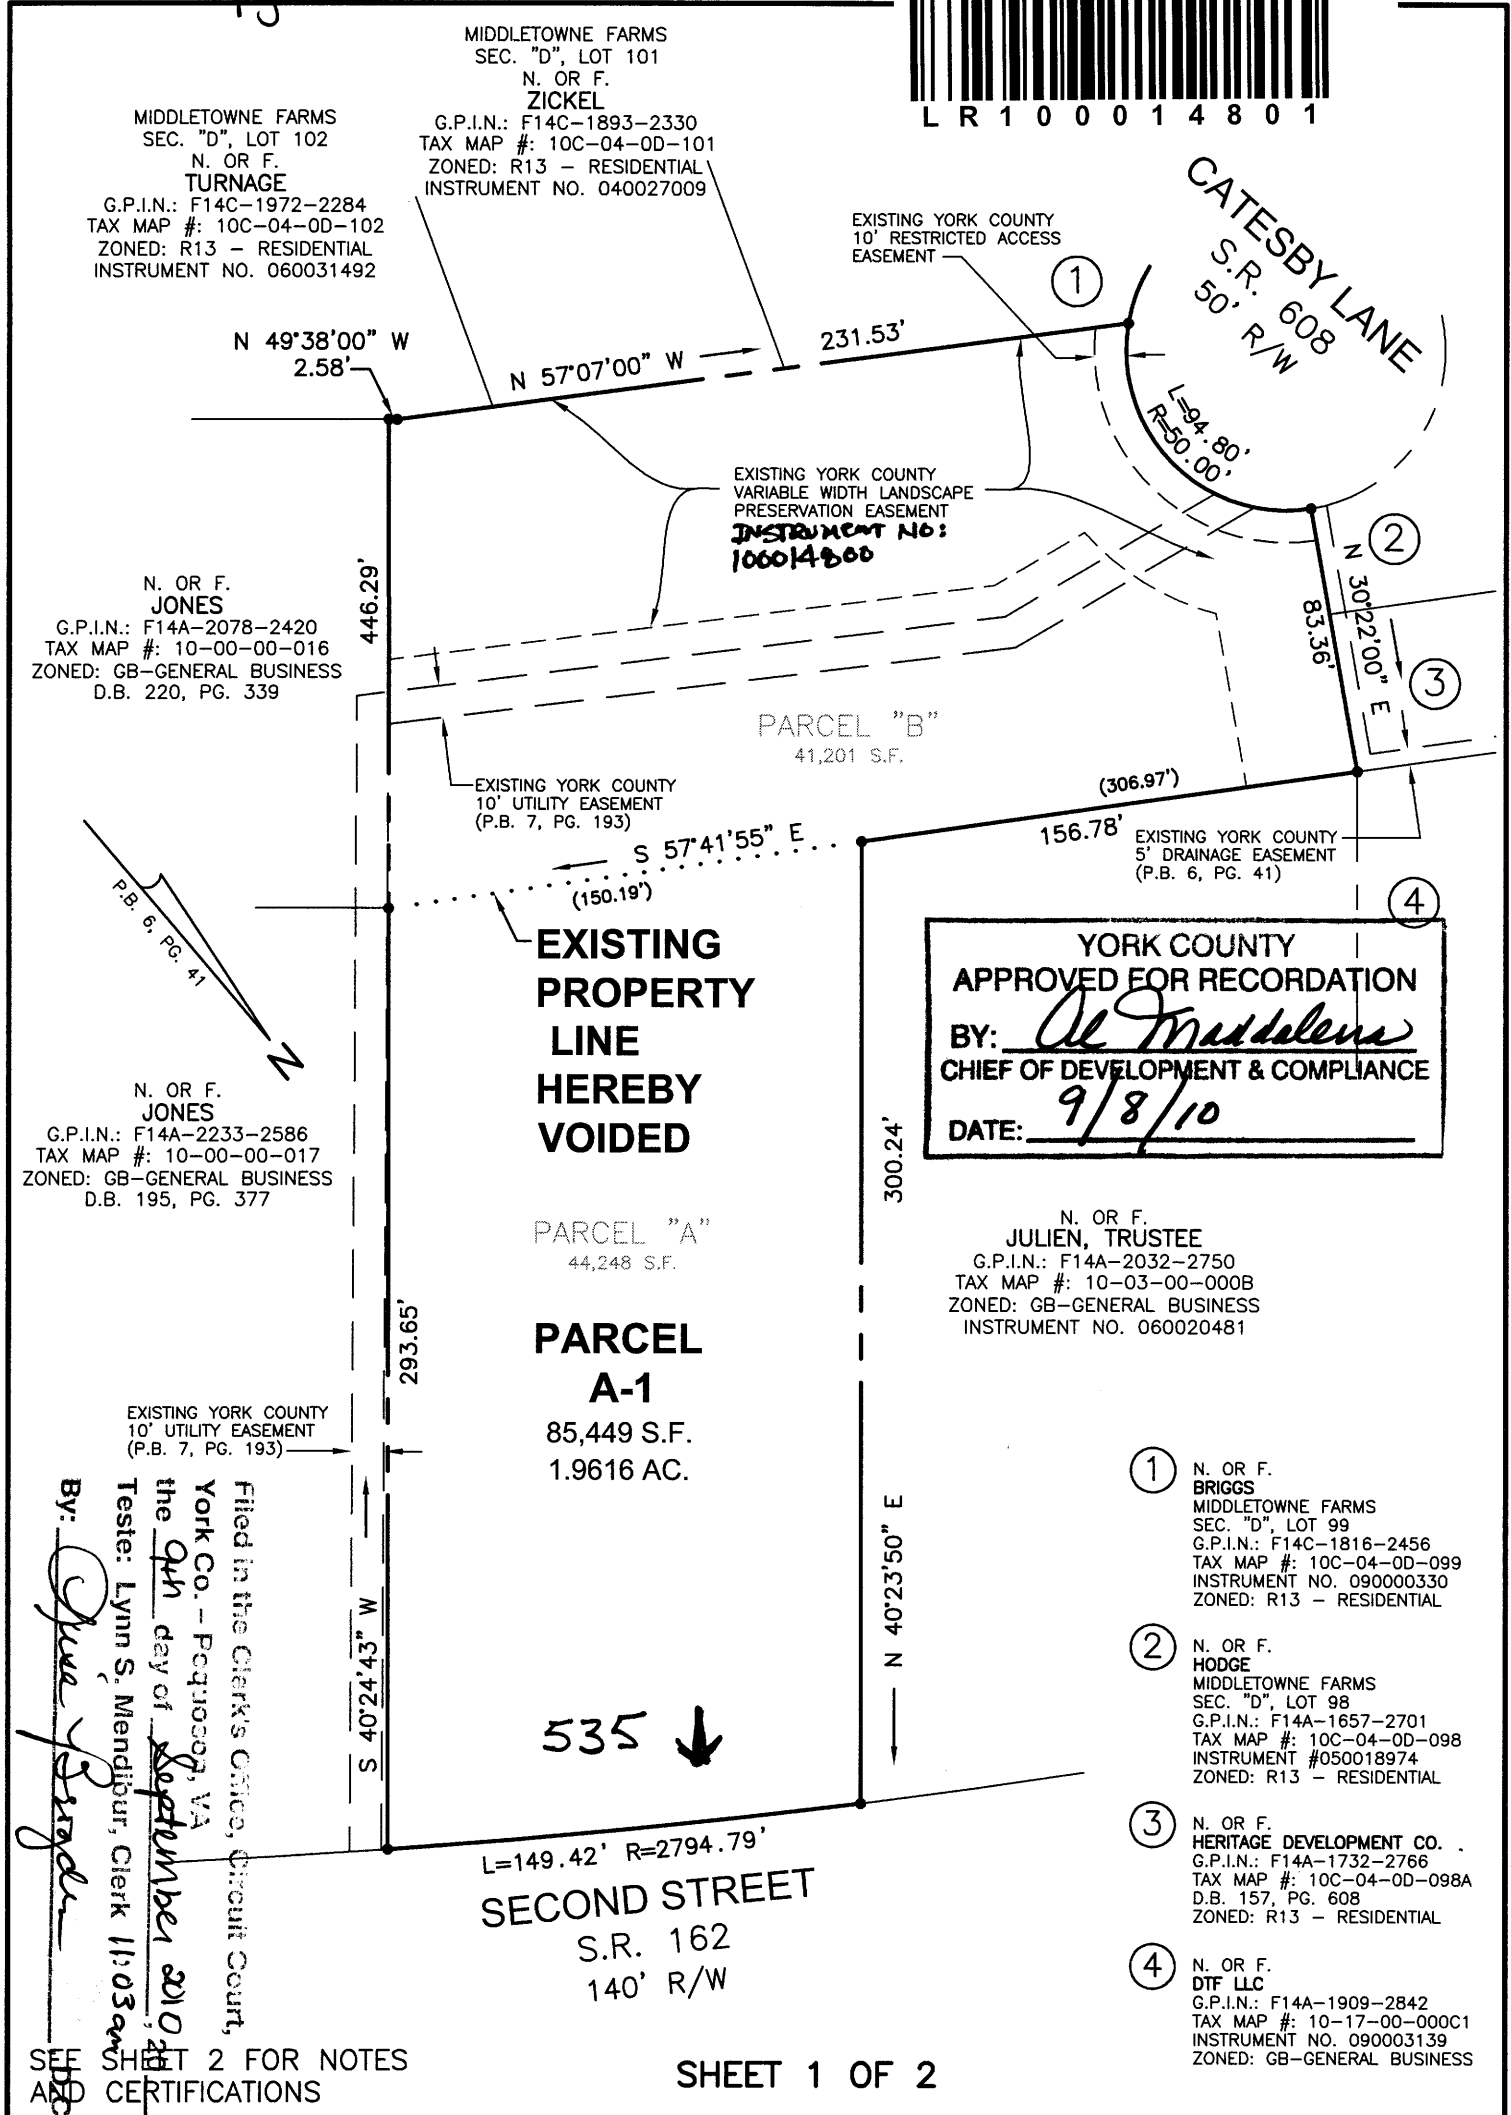 LR100014801
MIDDLETOWNE FARMS
SEC. "D", LOT 101
N. OR F.
ZICKEL
G.P.I.N.: F14C-1893-2330
TAX MAP #: 10C-04-0D-101
ZONED: R13 - RESIDENTIAL
INSTRUMENT NO. 040027009
MIDDLETOWNE FARMS
SEC. "D", LOT 102
N. OR F.
TURNAGE
G.P.I.N.: F14C-1972-2284
TAX MAP #: 10C-04-0D-102
ZONED: R13 - RESIDENTIAL
INSTRUMENT NO. 060031492
EXISTING YORK COUNTY
10' RESTRICTED ACCESS
EASEMENT
1
CATESBY LANE
S.R. 608
50' R/W
N 49°38'00" W
2.58'
N 57°07'00" W
231.53'
L=94.80'
R=50.00'
EXISTING YORK COUNTY
VARIABLE WIDTH LANDSCAPE
PRESERVATION EASEMENT
INSTRUMENT NO:
100014800
2
N 30°22'00" E
83.36'
3
446.29'
N. OR F.
JONES
G.P.I.N.: F14A-2078-2420
TAX MAP #: 10-00-00-016
ZONED: GB-GENERAL BUSINESS
D.B. 220, PG. 339
PARCEL "B"
41,201 S.F.
EXISTING YORK COUNTY
10' UTILITY EASEMENT
(P.B. 7, PG. 193)
(306.97')
156.78'
S 57°41'55" E
(150.19')
EXISTING YORK COUNTY
5' DRAINAGE EASEMENT
(P.B. 6, PG. 41)
4
P.B. 6, PG. 41
N
EXISTING
PROPERTY
LINE
HEREBY
VOIDED
YORK COUNTY
APPROVED FOR RECORDATION
BY: Al Maddalena
CHIEF OF DEVELOPMENT & COMPLIANCE
DATE: 9/8/10
N. OR F.
JONES
G.P.I.N.: F14A-2233-2586
TAX MAP #: 10-00-00-017
ZONED: GB-GENERAL BUSINESS
D.B. 195, PG. 377
PARCEL "A"
44,248 S.F.
300.24'
N. OR F.
JULIEN, TRUSTEE
G.P.I.N.: F14A-2032-2750
TAX MAP #: 10-03-00-000B
ZONED: GB-GENERAL BUSINESS
INSTRUMENT NO. 060020481
293.65'
PARCEL
A-1
85,449 S.F.
1.9616 AC.
EXISTING YORK COUNTY
10' UTILITY EASEMENT
(P.B. 7, PG. 193)
S 40°24'43" W
N 40°23'50" E
535
L=149.42' R=2794.79'
SECOND STREET
S.R. 162
140' R/W
Filed in the Clerk's Office, Circuit Court,
York Co. - Poquoson, VA
the 9th day of September 2010, 20
Teste: Lynn S. Mendibur, Clerk 11:03am
By: DC
1
N. OR F.
BRIGGS
MIDDLETOWNE FARMS
SEC. "D", LOT 99
G.P.I.N.: F14C-1816-2456
TAX MAP #: 10C-04-0D-099
INSTRUMENT NO. 090000330
ZONED: R13 - RESIDENTIAL
2
N. OR F.
HODGE
MIDDLETOWNE FARMS
SEC. "D", LOT 98
G.P.I.N.: F14A-1657-2701
TAX MAP #: 10C-04-0D-098
INSTRUMENT #050018974
ZONED: R13 - RESIDENTIAL
3
N. OR F.
HERITAGE DEVELOPMENT CO.
G.P.I.N.: F14A-1732-2766
TAX MAP #: 10C-04-0D-098A
D.B. 157, PG. 608
ZONED: R13 - RESIDENTIAL
4
N. OR F.
DTF LLC
G.P.I.N.: F14A-1909-2842
TAX MAP #: 10-17-00-000C1
INSTRUMENT NO. 090003139
ZONED: GB-GENERAL BUSINESS
SEE SHEET 2 FOR NOTES
AND CERTIFICATIONS
SHEET 1 OF 2